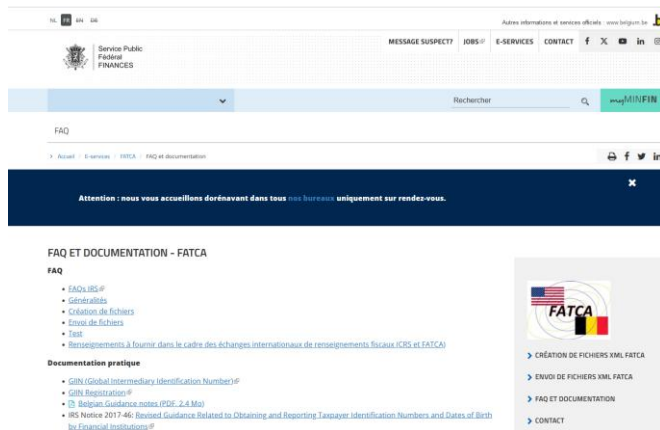 NL FR EN DE
Autres informations et services officiels : www.belgium.be
Service Public
Fédéral
FINANCES
MESSAGE SUSPECT? JOBS E-SERVICES CONTACT
Rechercher
myMINFIN
FAQ
Accueil / E-services / FATCA / FAQ et documentation
Attention : nous vous accueillons dorénavant dans tous nos bureaux uniquement sur rendez-vous.
FAQ ET DOCUMENTATION - FATCA
FAQ
• FAQs IRS
• Généralités
• Création de fichiers
• Envoi de fichiers
• Test
• Renseignements à fournir dans le cadre des échanges internationaux de renseignements fiscaux (CRS et FATCA)
Documentation pratique
• GIIN (Global Intermediary Identification Number)
• GIIN Registration
• Belgian Guidance notes (PDF, 2.4 Mo)
• IRS Notice 2017-46: Revised Guidance Related to Obtaining and Reporting Taxpayer Identification Numbers and Dates of Birth
by Financial Institutions
FATCA
CRÉATION DE FICHIERS XML FATCA
ENVOI DE FICHIERS XML FATCA
FAQ ET DOCUMENTATION
CONTACT